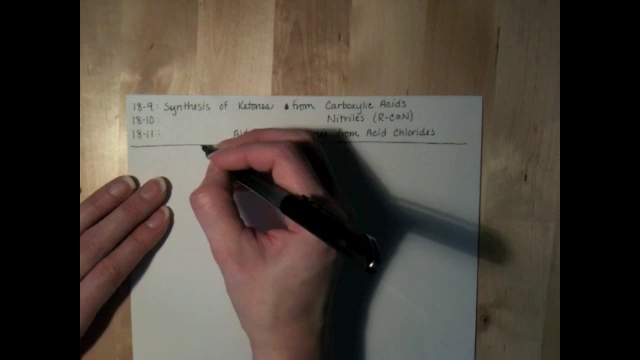 18-9: Synthesis of Ketones from Carboxylic Acids
18-10: Nitriles (R-C≡N)
18-11: from Acid Chlorides